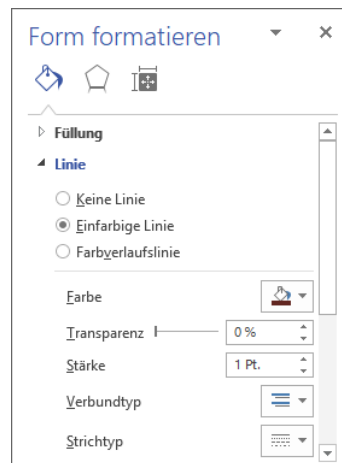 Form formatieren
Füllung
Linie
Keine Linie
Einfarbige Linie
Farbverlaufslinie
Farbe
Transparenz 0 %
Stärke 1 Pt.
Verbundtyp
Strichtyp